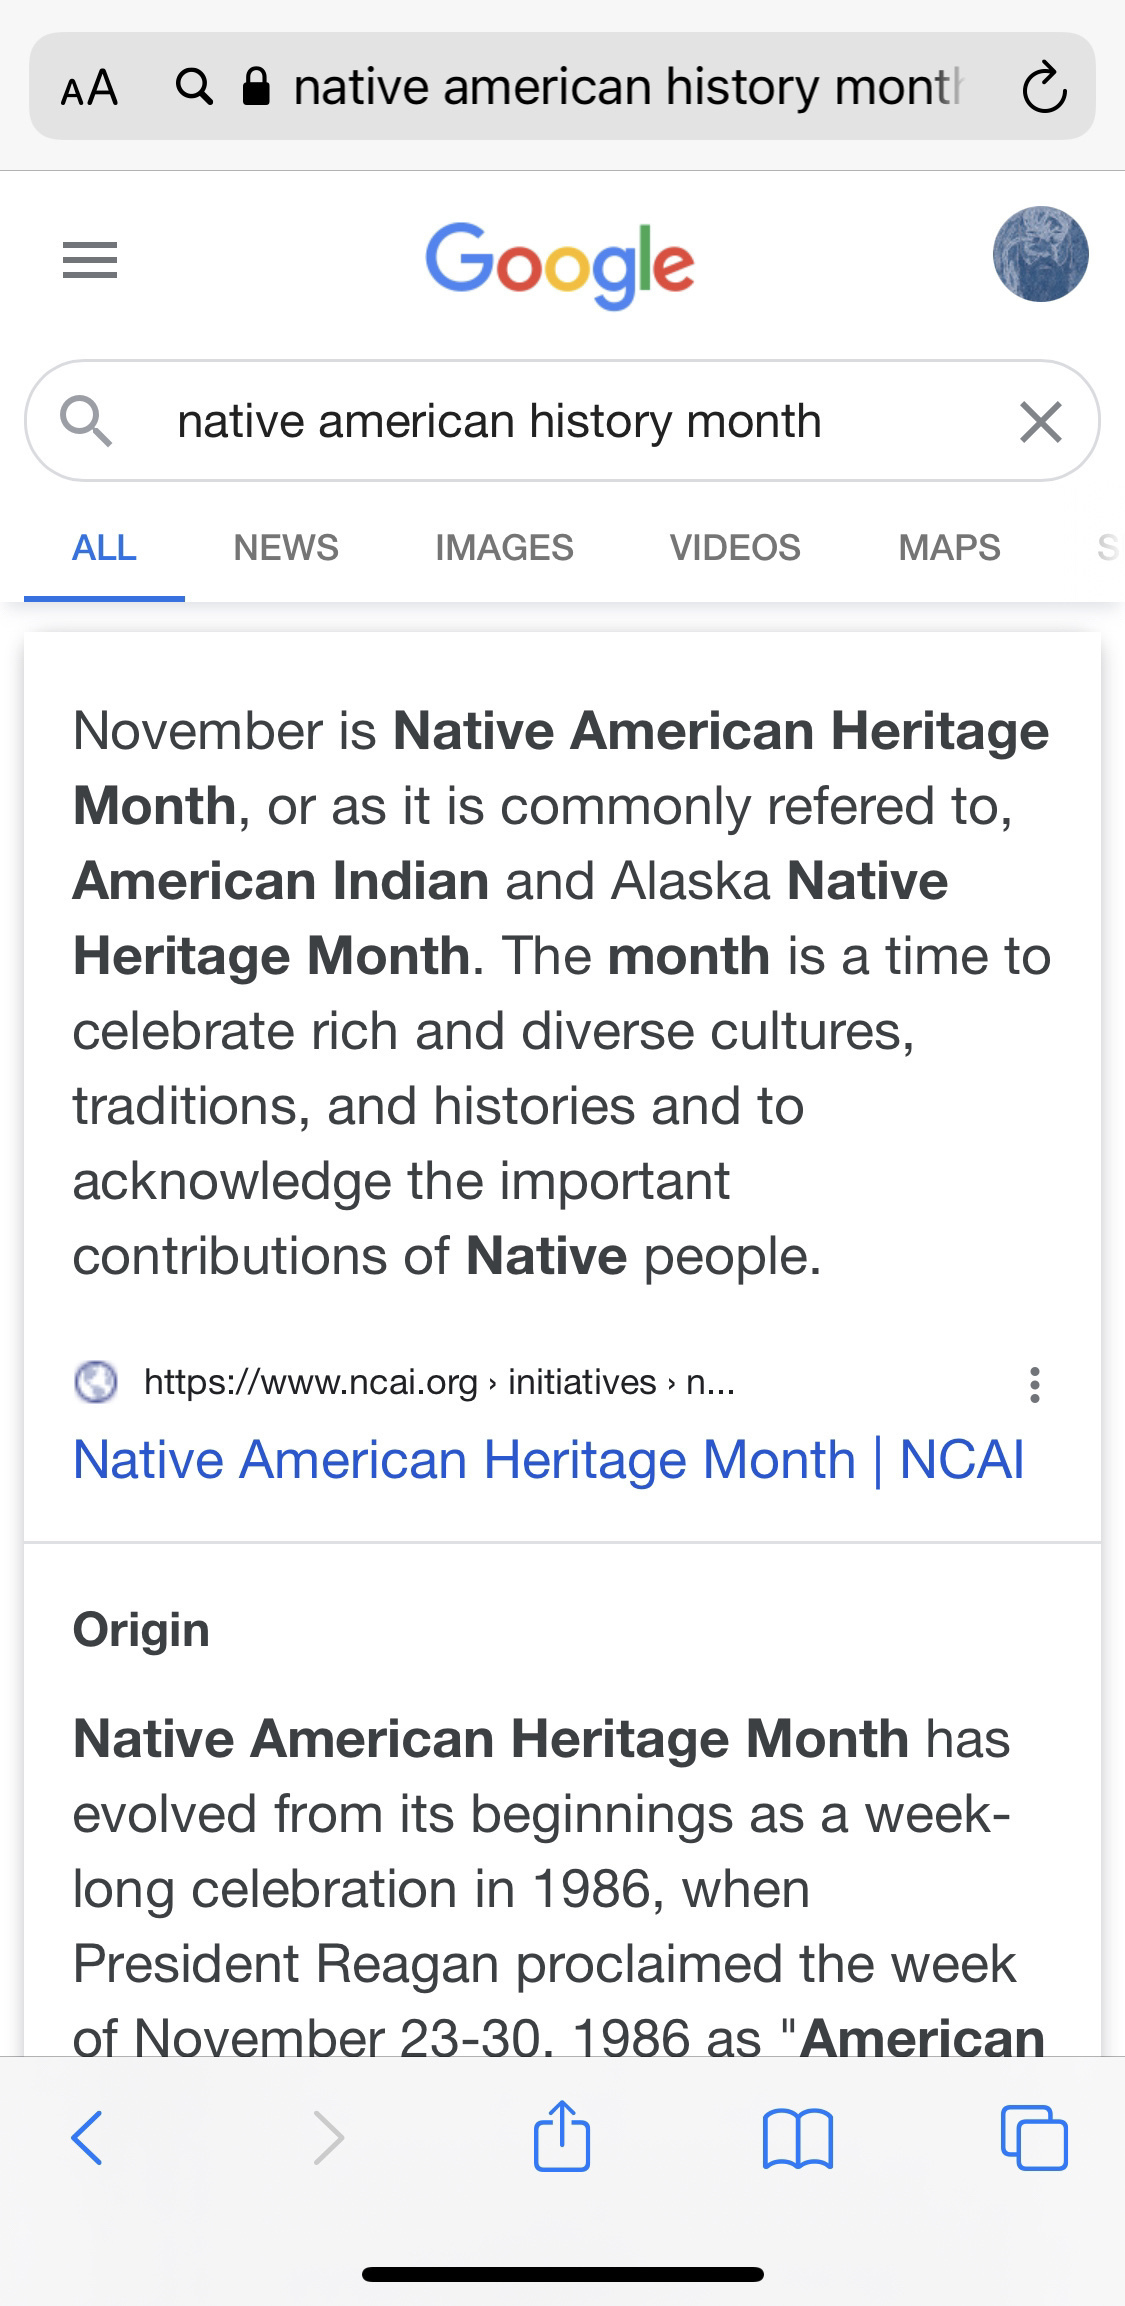 AA native american history month
Google
native american history month
ALL NEWS IMAGES VIDEOS MAPS S
November is Native American Heritage
Month, or as it is commonly refered to,
American Indian and Alaska Native
Heritage Month. The month is a time to
celebrate rich and diverse cultures,
traditions, and histories and to
acknowledge the important
contributions of Native people.
https://www.ncai.org › initiatives › n...
Native American Heritage Month | NCAI
Origin
Native American Heritage Month has
evolved from its beginnings as a week-
long celebration in 1986, when
President Reagan proclaimed the week
of November 23-30, 1986 as "American